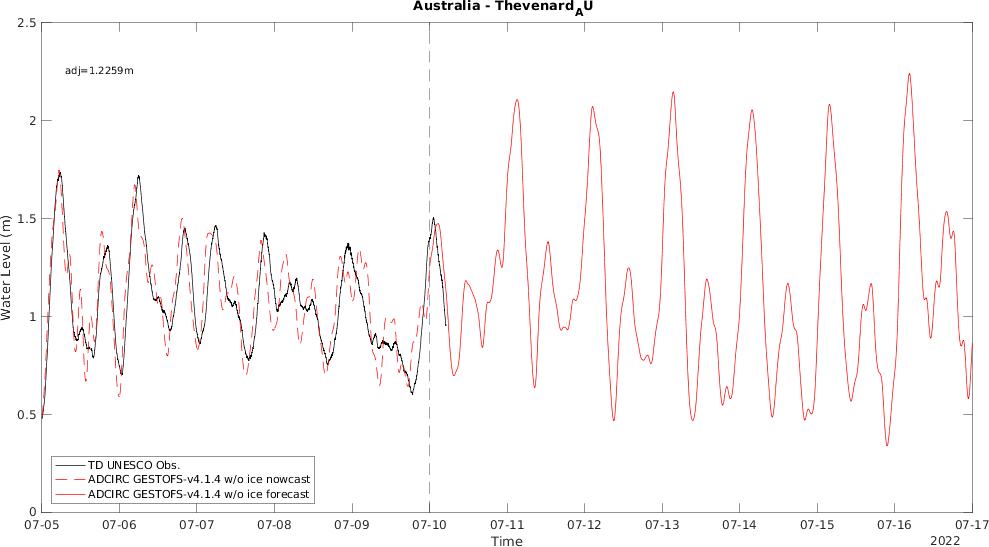 Australia - Thevenard_AU
adj=1.2259m
Water Level (m)
2.5
2
1.5
1
0.5
0
TD UNESCO Obs.
ADCIRC GESTOFS-v4.1.4 w/o ice nowcast
ADCIRC GESTOFS-v4.1.4 w/o ice forecast
07-05 07-06 07-07 07-08 07-09 07-10 07-11 07-12 07-13 07-14 07-15 07-16 07-17
Time
2022